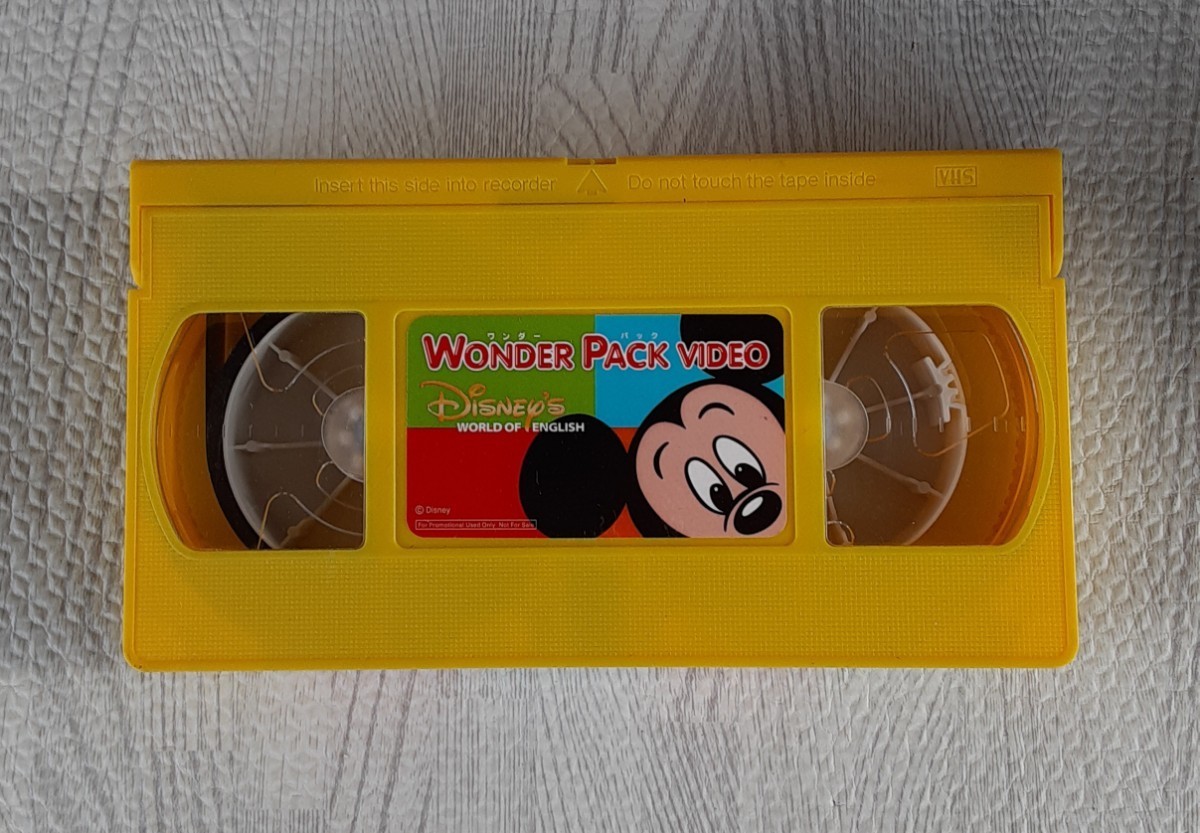 Insert this side into recorder Do not touch the tape inside VHS
ワンダー パック
WONDER PACK VIDEO
Disney's
WORLD OF ENGLISH
© Disney
For Promotional Used Only Not For Sale